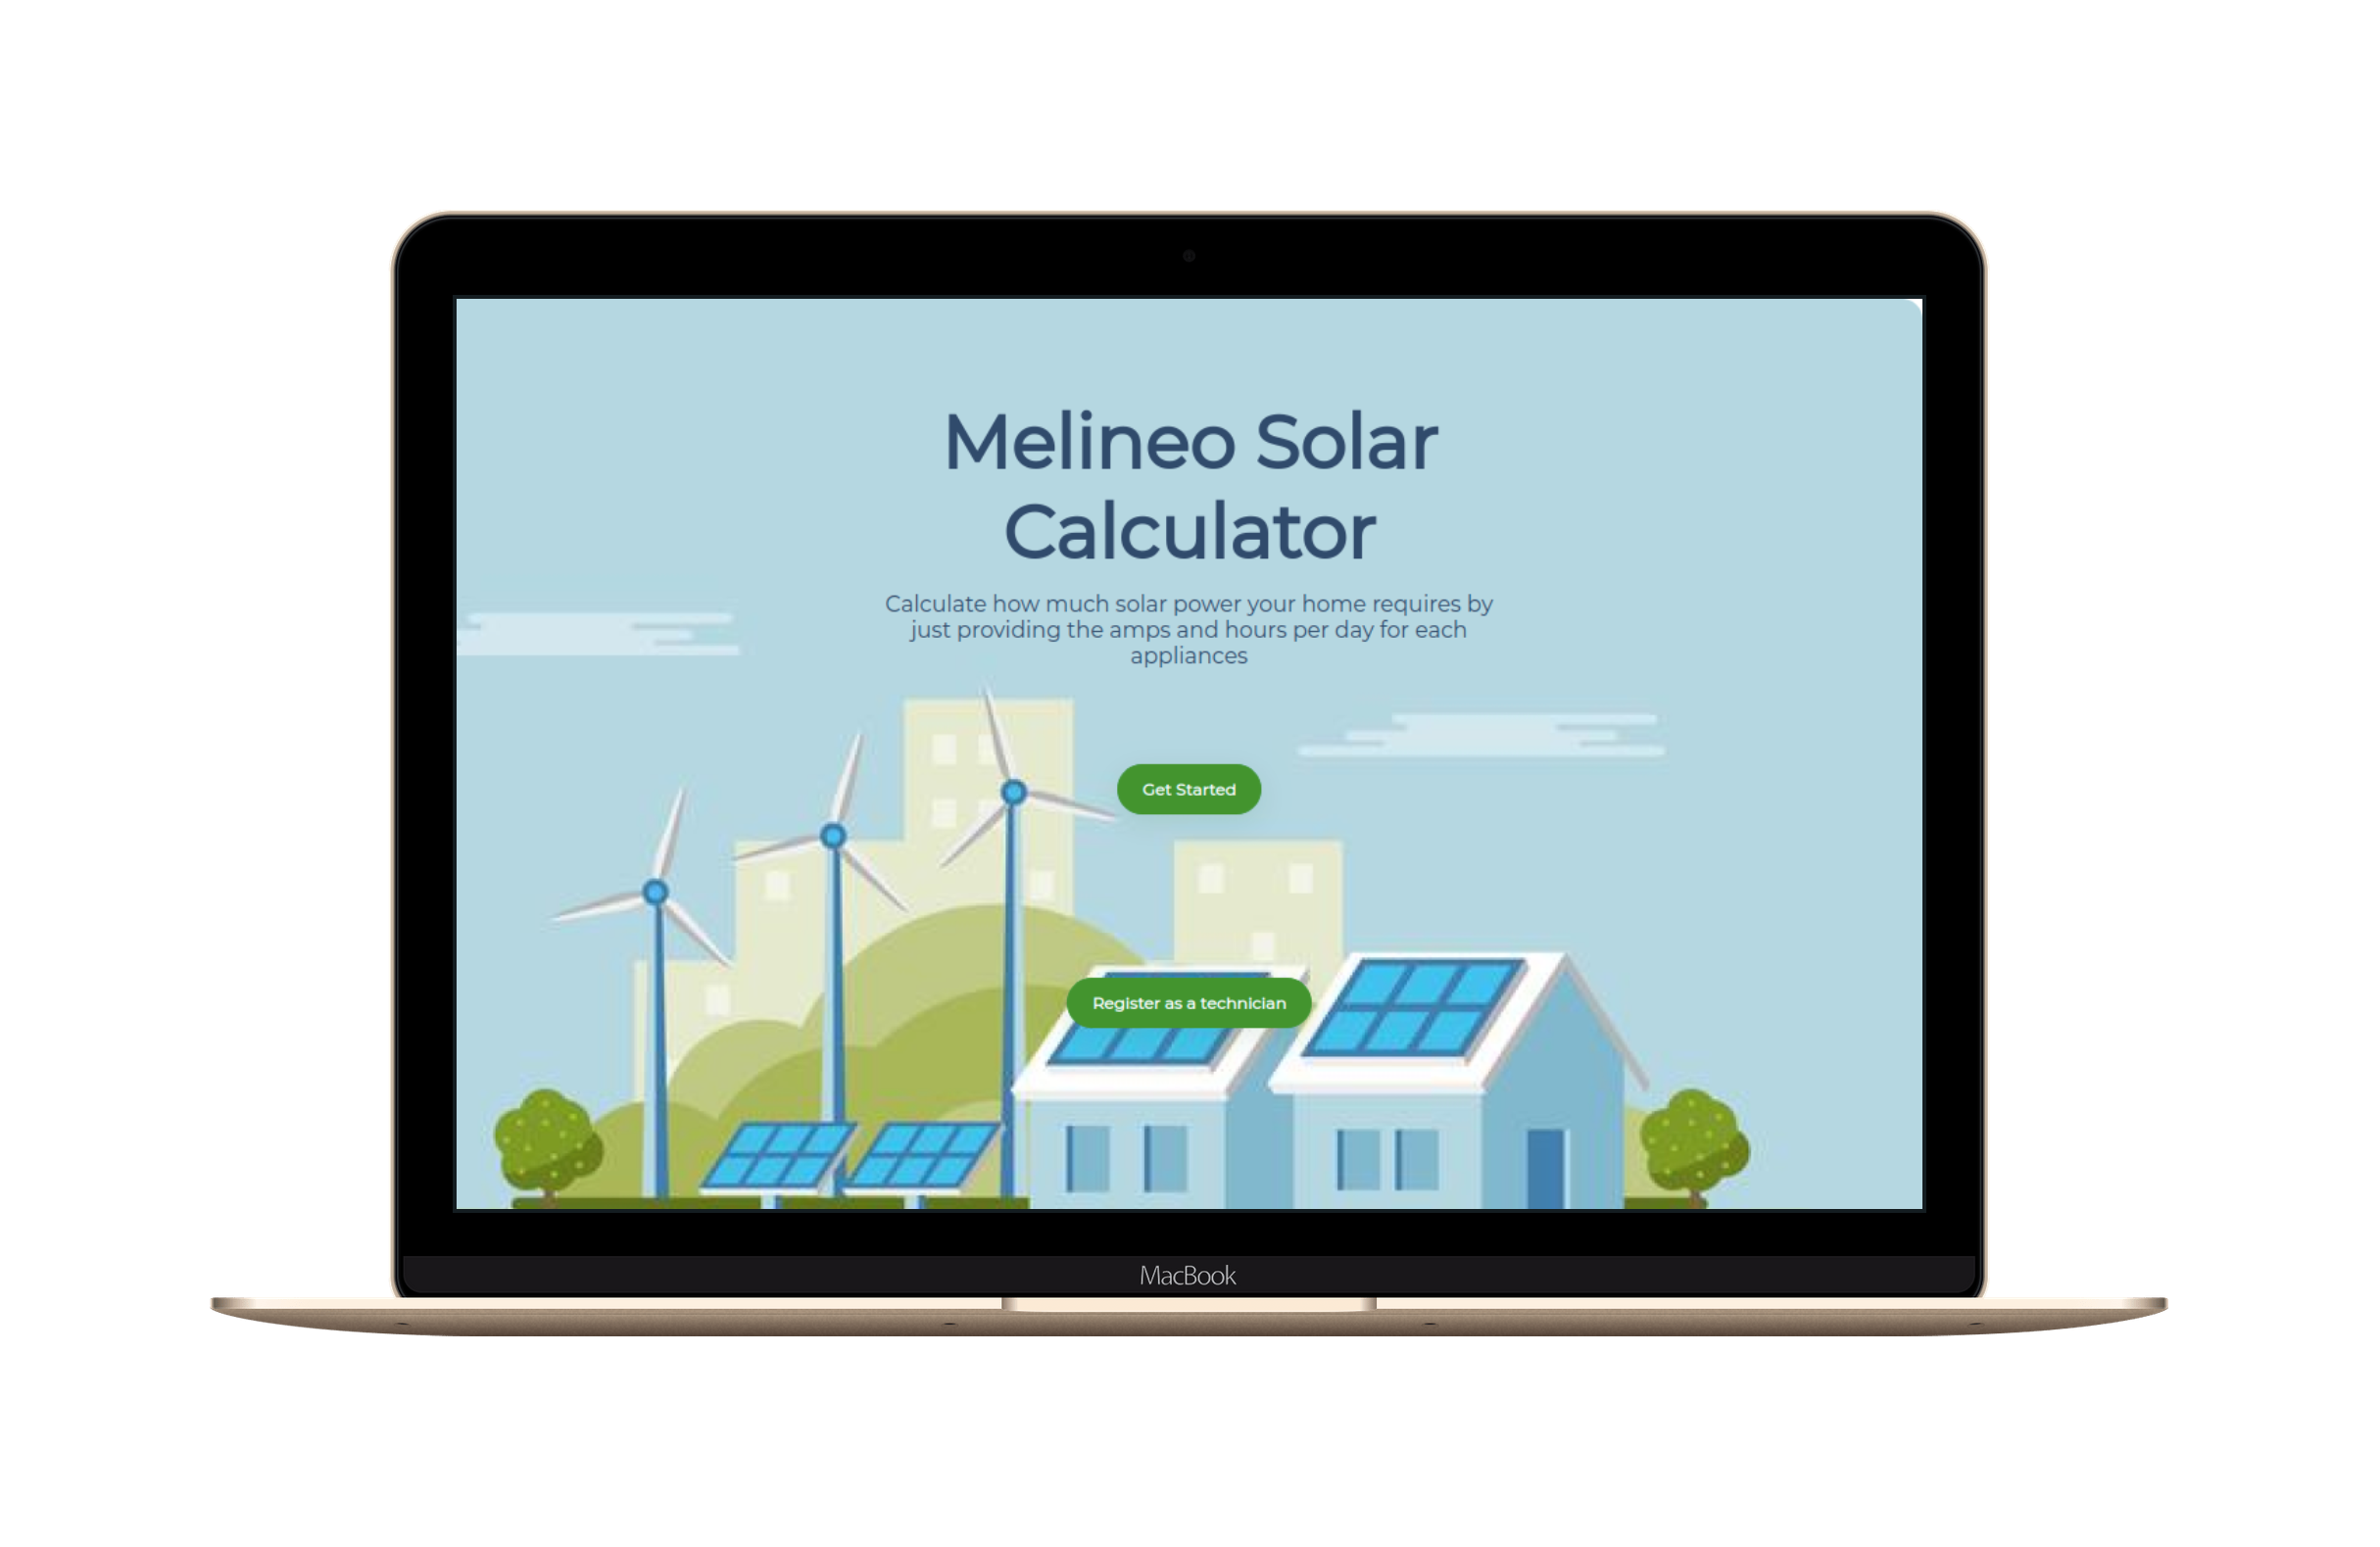 Melineo Solar
Calculator
Calculate how much solar power your home requires by
just providing the amps and hours per day for each
appliances
Get Started
Register as a technician
MacBook